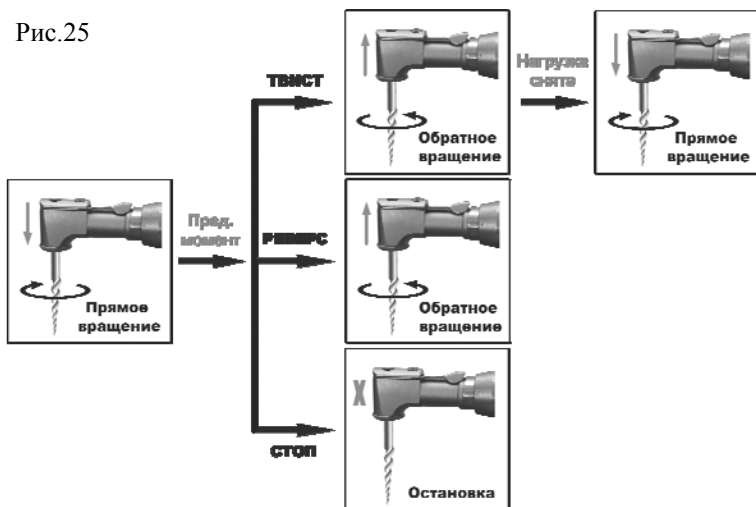 Рис.25
ТВИСТ
Обратное
вращение
Нагрузка
снята
Прямое
вращение
Прямое
вращение
Пред.
момент
РЕВЕРС
Обратное
вращение
СТОП
Остановка